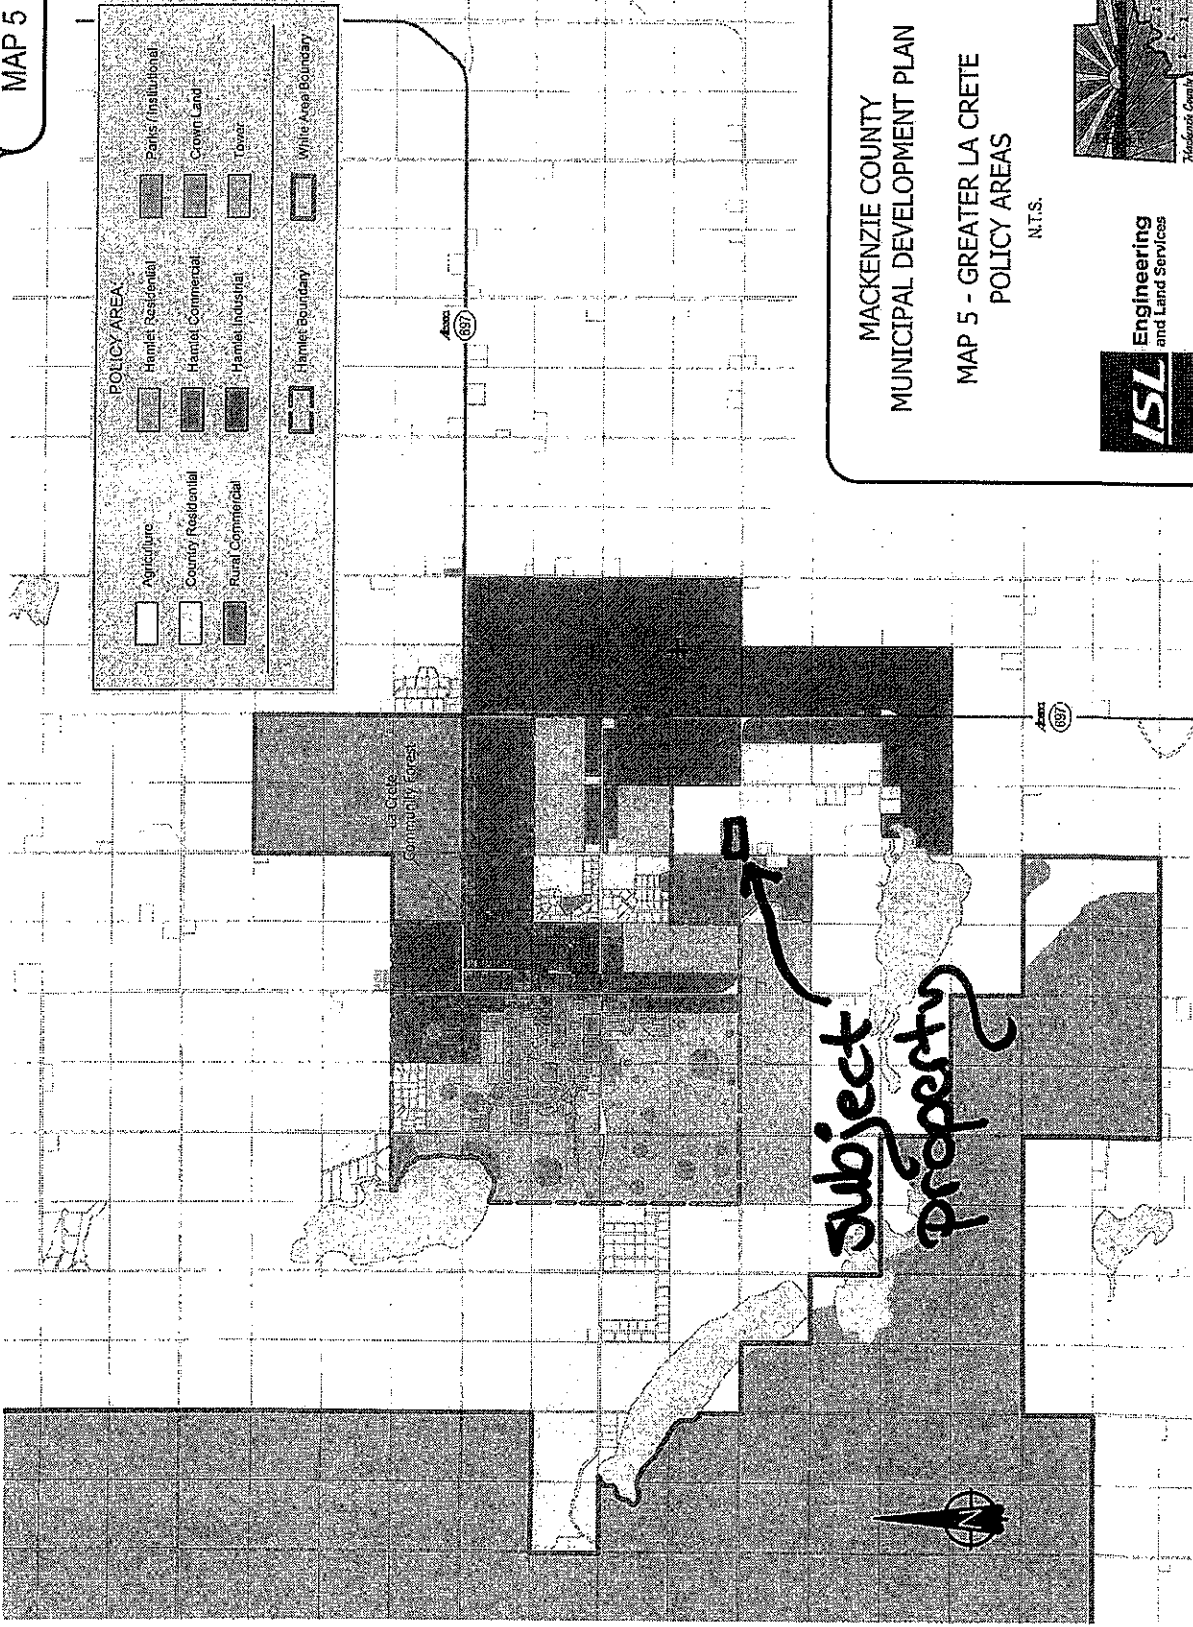 MAP 5
POLICY AREA
Agriculture
Country Residential
Rural Commercial
Hamlet Residential
Hamlet Commercial
Hamlet Industrial
Parks / Institutional
Crown Land
Tower
Hamlet Boundary
White Area Boundary
697
La Crete
Community Forest
697
subject
property
N
MACKENZIE COUNTY
MUNICIPAL DEVELOPMENT PLAN
MAP 5 - GREATER LA CRETE
POLICY AREAS
N.T.S.
ISL Engineering
and Land Services
Mackenzie County